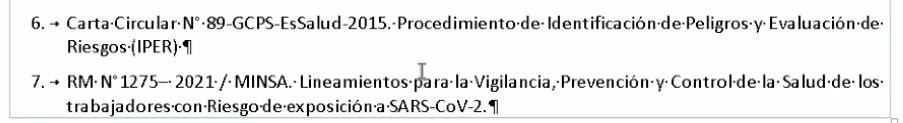 6. Carta Circular N° 89-GCPS-EsSalud-2015. Procedimiento de Identificación de Peligros y Evaluación de
Riesgos (IPER)
7. RM N° 1275– 2021 / MINSA. Lineamientos para la Vigilancia, Prevención y Control de la Salud de los
trabajadores con Riesgo de exposición a SARS-CoV-2.